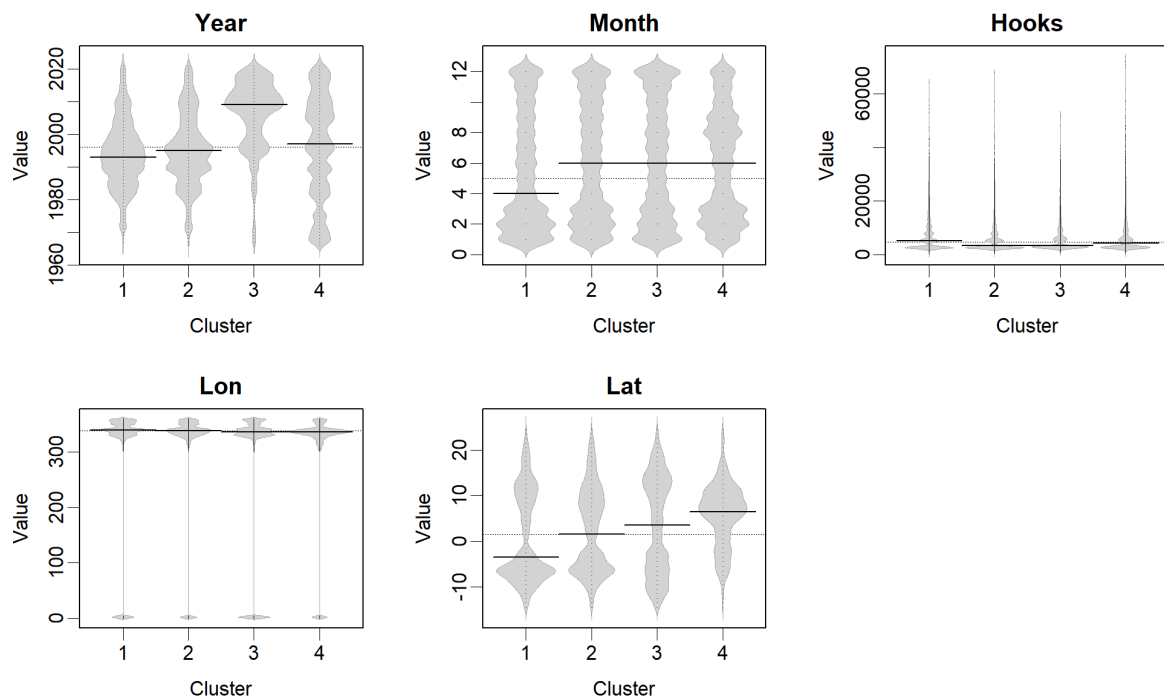 Year
Value
1960
1980
2000
2020
1 2 3 4
Cluster
Month
Value
0 2 4 6 8 12
1 2 3 4
Cluster
Hooks
Value
0 20000 60000
1 2 3 4
Cluster
Lon
Value
0 100 200 300
1 2 3 4
Cluster
Lat
Value
-10 0 10 20
1 2 3 4
Cluster